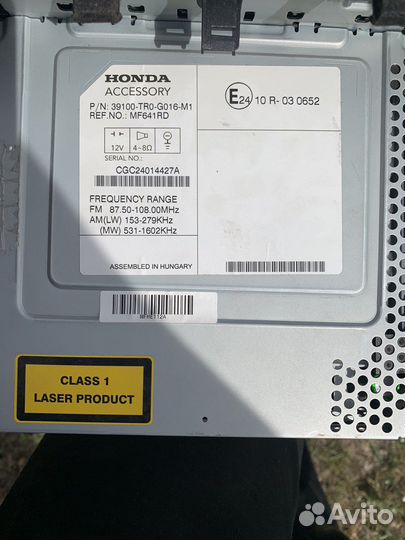 HONDA
ACCESSORY
P/N: 39100-TR0-G016-M1
REF.NO.: MF641RD
12V 4~8Ω
SERIAL NO.:
CGC24014427A
FREQUENCY RANGE
FM 87.50-108.00MHz
AM(LW) 153-279KHz
(MW) 531-1602KHz
ASSEMBLED IN HUNGARY
E24 10 R- 03 0652
MFHE112A
CLASS 1
LASER PRODUCT
Avito